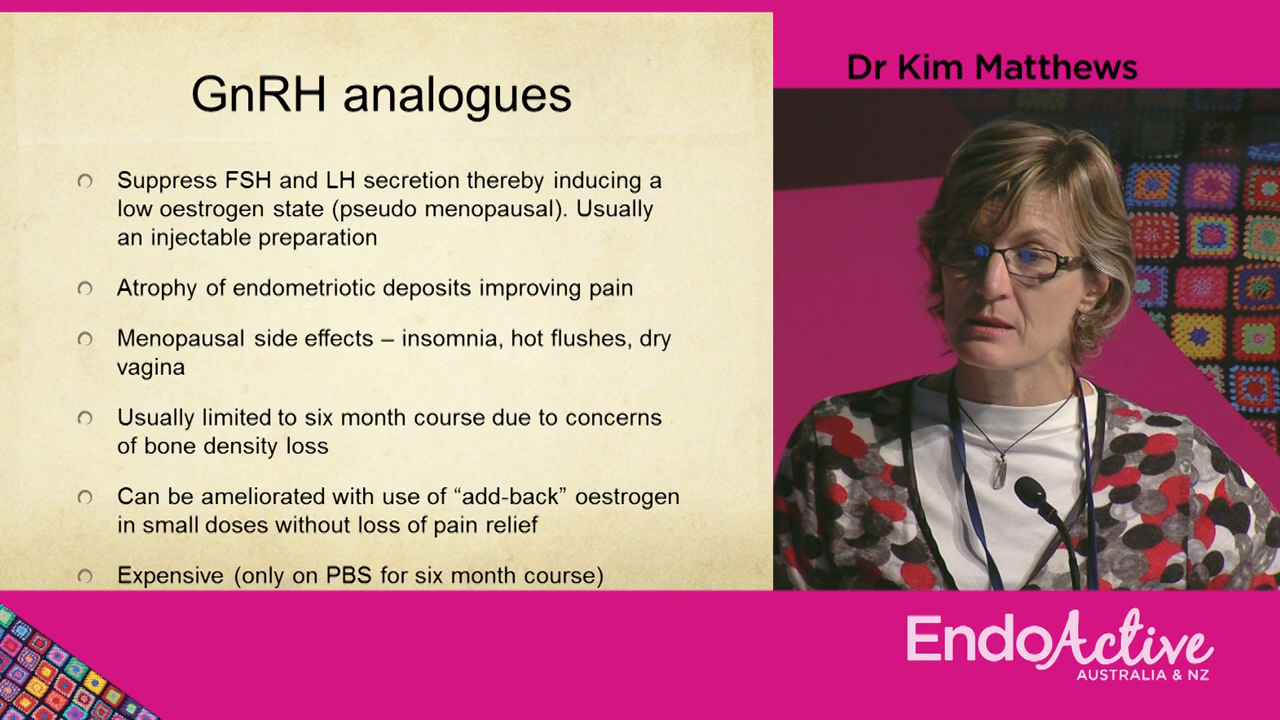 GnRH analogues
Suppress FSH and LH secretion thereby inducing a
low oestrogen state (pseudo menopausal). Usually
an injectable preparation
Atrophy of endometriotic deposits improving pain
Menopausal side effects – insomnia, hot flushes, dry
vagina
Usually limited to six month course due to concerns
of bone density loss
Can be ameliorated with use of “add-back” oestrogen
in small doses without loss of pain relief
Expensive (only on PBS for six month course)
Dr Kim Matthews
EndoActive
AUSTRALIA & NZ